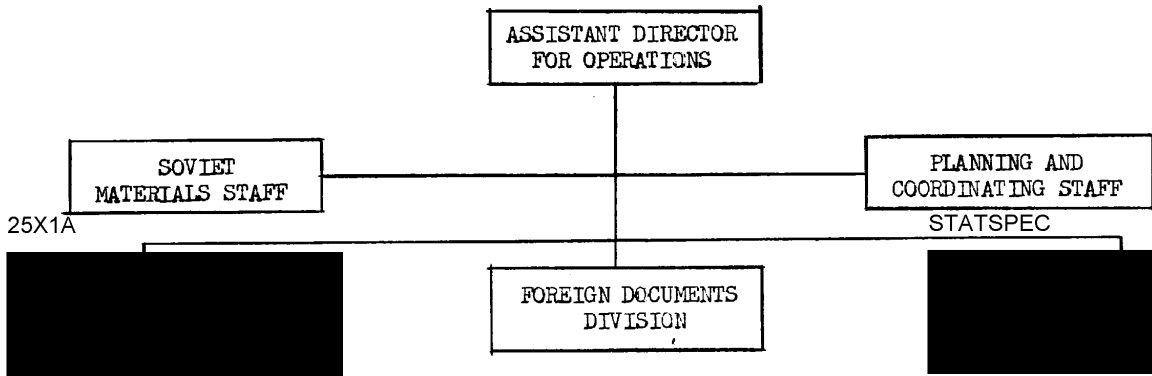 ASSISTANT DIRECTOR
FOR OPERATIONS
SOVIET
MATERIALS STAFF
PLANNING AND
COORDINATING STAFF
25X1A
STATSPEC
FOREIGN DOCUMENTS
DIVISION